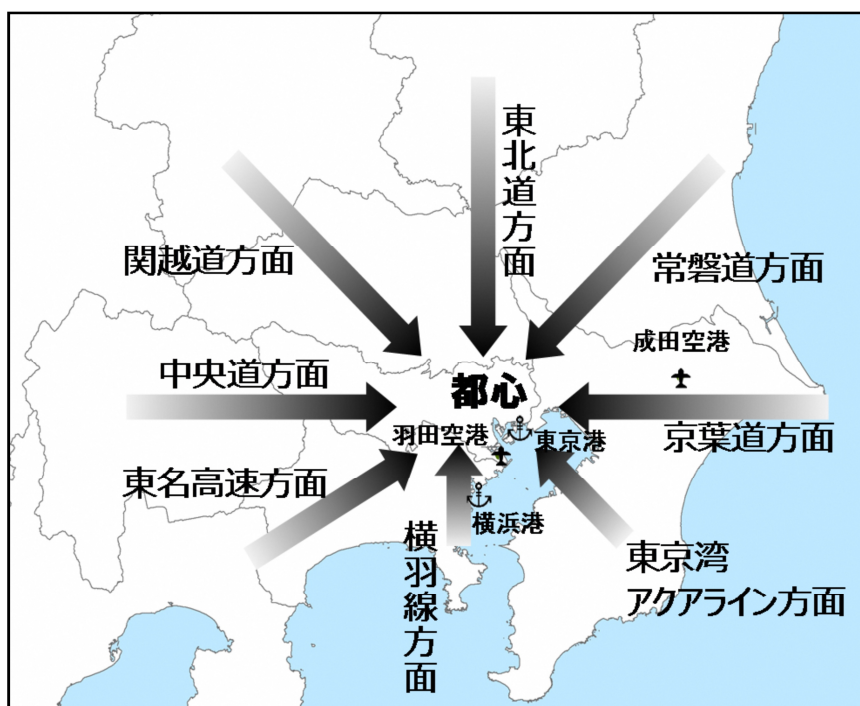 東北道方面
関越道方面
常磐道方面
成田空港
中央道方面
都心
羽田空港
東京港
京葉道方面
東名高速方面
横浜港
横羽線方面
東京湾
アクアライン方面